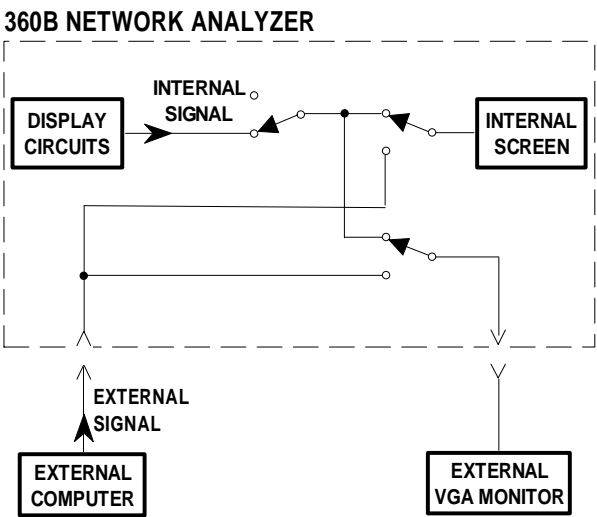 360B NETWORK ANALYZER
INTERNAL
SIGNAL
DISPLAY
CIRCUITS
INTERNAL
SCREEN
EXTERNAL
SIGNAL
EXTERNAL
COMPUTER
EXTERNAL
VGA MONITOR